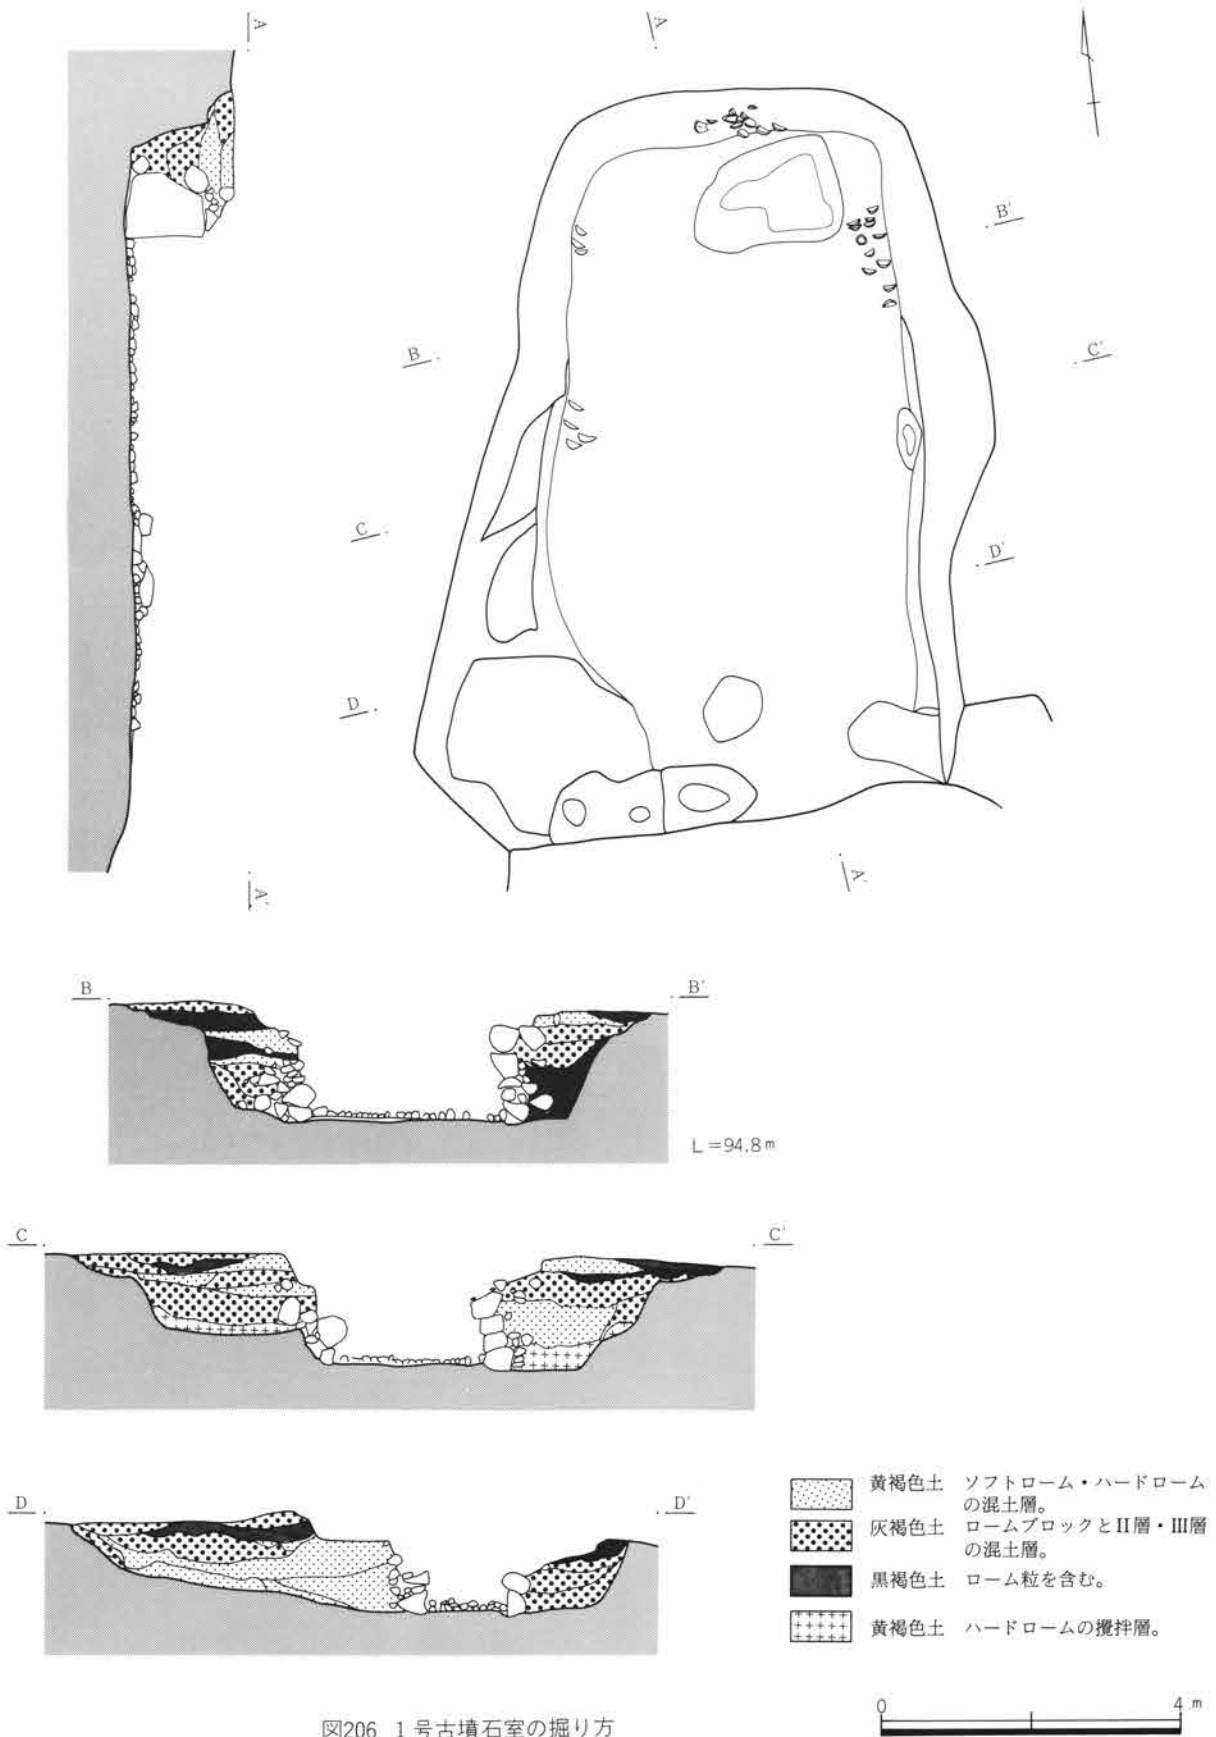 A
A
B'
B
C'
C
D'
D
A'
A'
B
B'
L=94.8m
C
C'
D
D'
黄褐色土 ソフトローム・ハードローム
の混土層。
灰褐色土 ロームブロックとII層・III層
の混土層。
黒褐色土 ローム粒を含む。
黄褐色土 ハードロームの攪拌層。
0 4 m
図206 1号古墳石室の掘り方